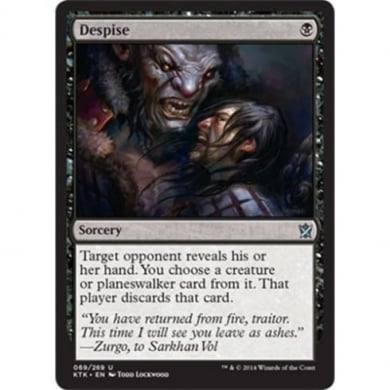 Despise
Sorcery
Target opponent reveals his or
her hand. You choose a creature
or planeswalker card from it. That
player discards that card.
"You have returned from fire, traitor.
This time I will see you leave as ashes."
—Zurgo, to Sarkhan Vol
069/269 U
KTK • EN Todd Lockwood
™ & © 2014 Wizards of the Coast